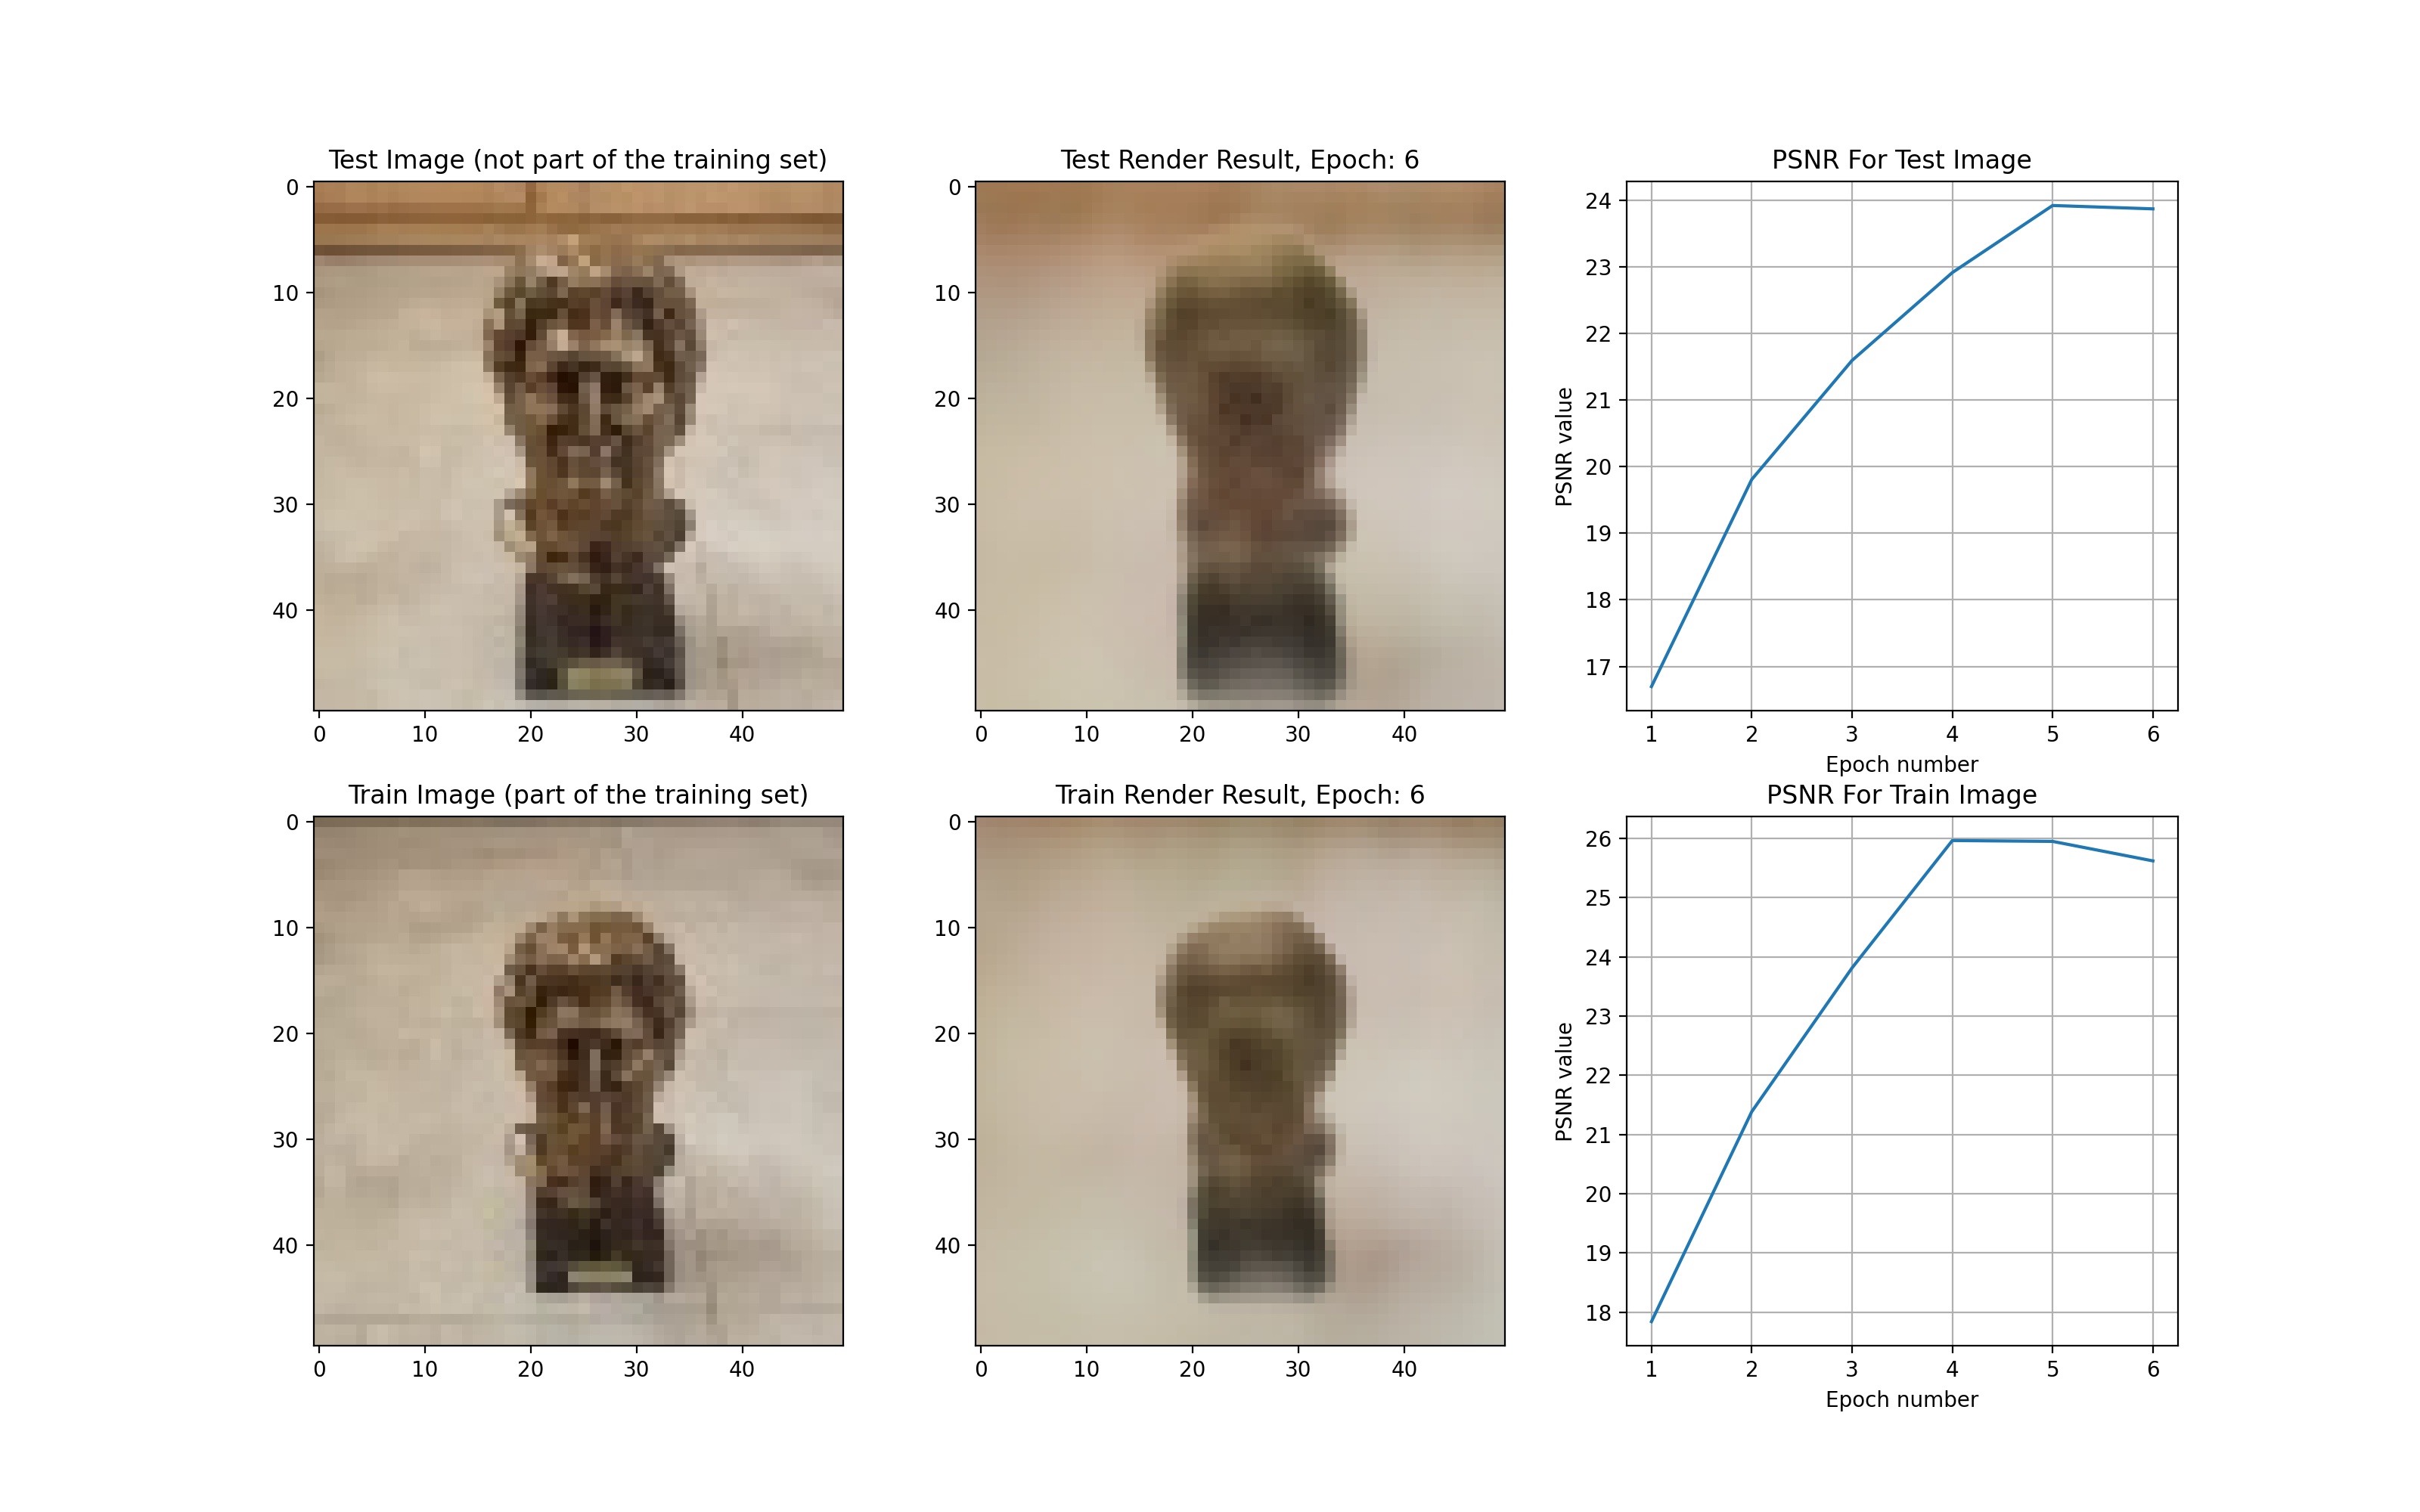 Test Image (not part of the training set)
0
10
20
30
40
0 10 20 30 40
Test Render Result, Epoch: 6
0
10
20
30
40
0 10 20 30 40
PSNR For Test Image
PSNR value
24
23
22
21
20
19
18
17
1 2 3 4 5 6
Epoch number
Train Image (part of the training set)
0
10
20
30
40
0 10 20 30 40
Train Render Result, Epoch: 6
0
10
20
30
40
0 10 20 30 40
PSNR For Train Image
PSNR value
26
25
24
23
22
21
20
19
18
1 2 3 4 5 6
Epoch number